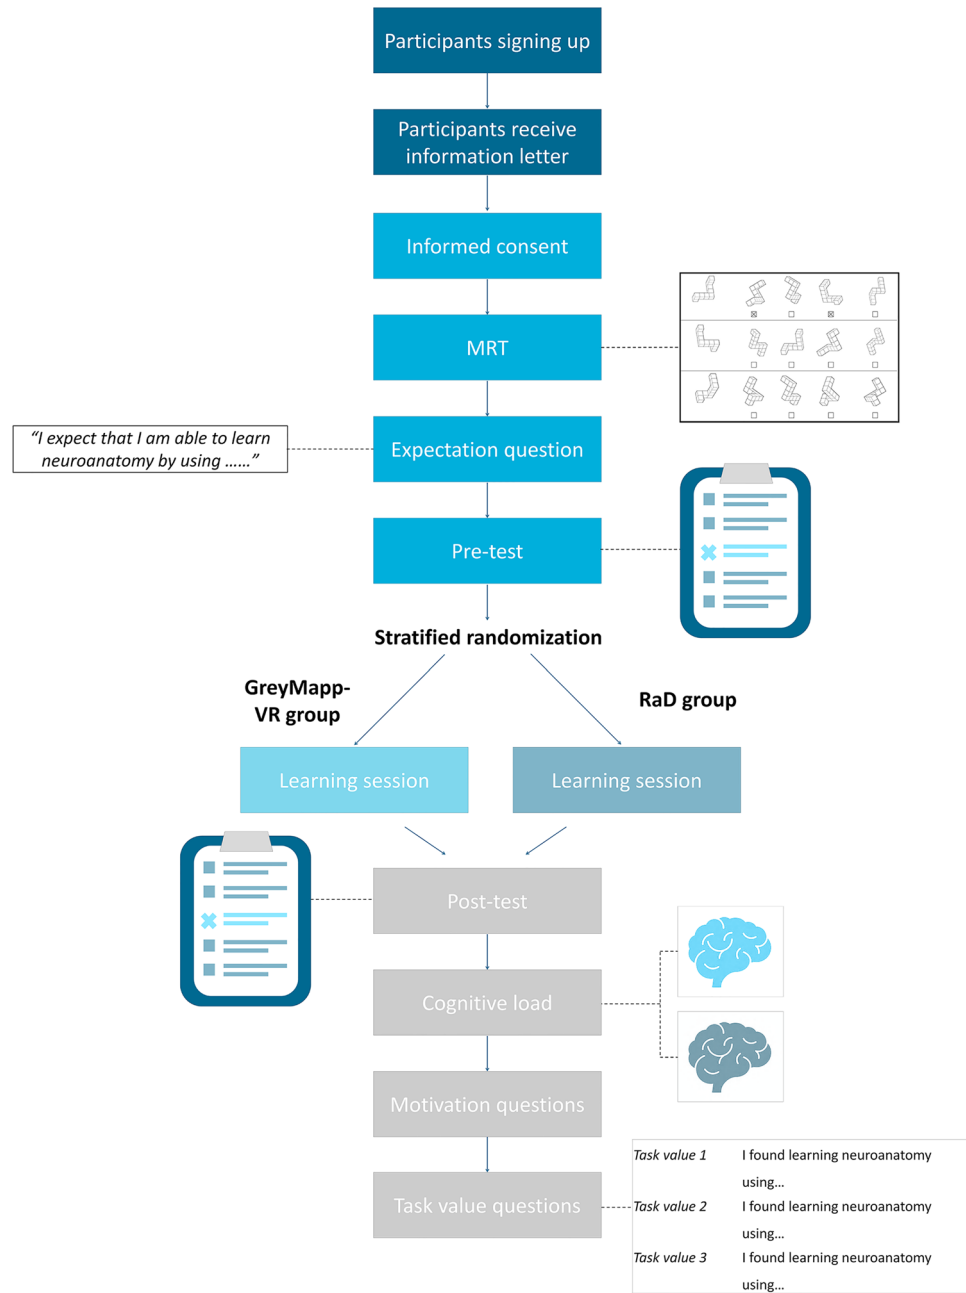 Participants signing up
Participants receive
information letter
Informed consent
MRT
“I expect that I am able to learn
neuroanatomy by using ……”
Expectation question
Pre-test
Stratified randomization
GreyMapp-
VR group
RaD group
Learning session
Learning session
Post-test
Cognitive load
Motivation questions
Task value questions
Task value 1 I found learning neuroanatomy
using…
Task value 2 I found learning neuroanatomy
using…
Task value 3 I found learning neuroanatomy
using…